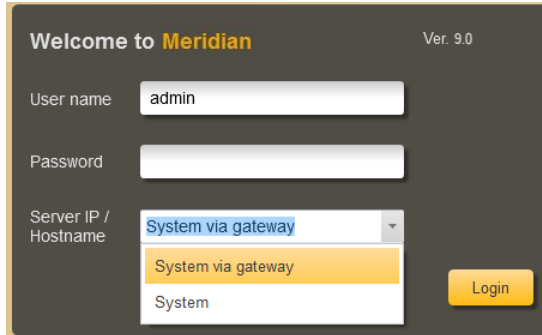 Welcome to Meridian
Ver. 9.0
User name
admin
Password
Server IP /
Hostname
System via gateway
System via gateway
System
Login